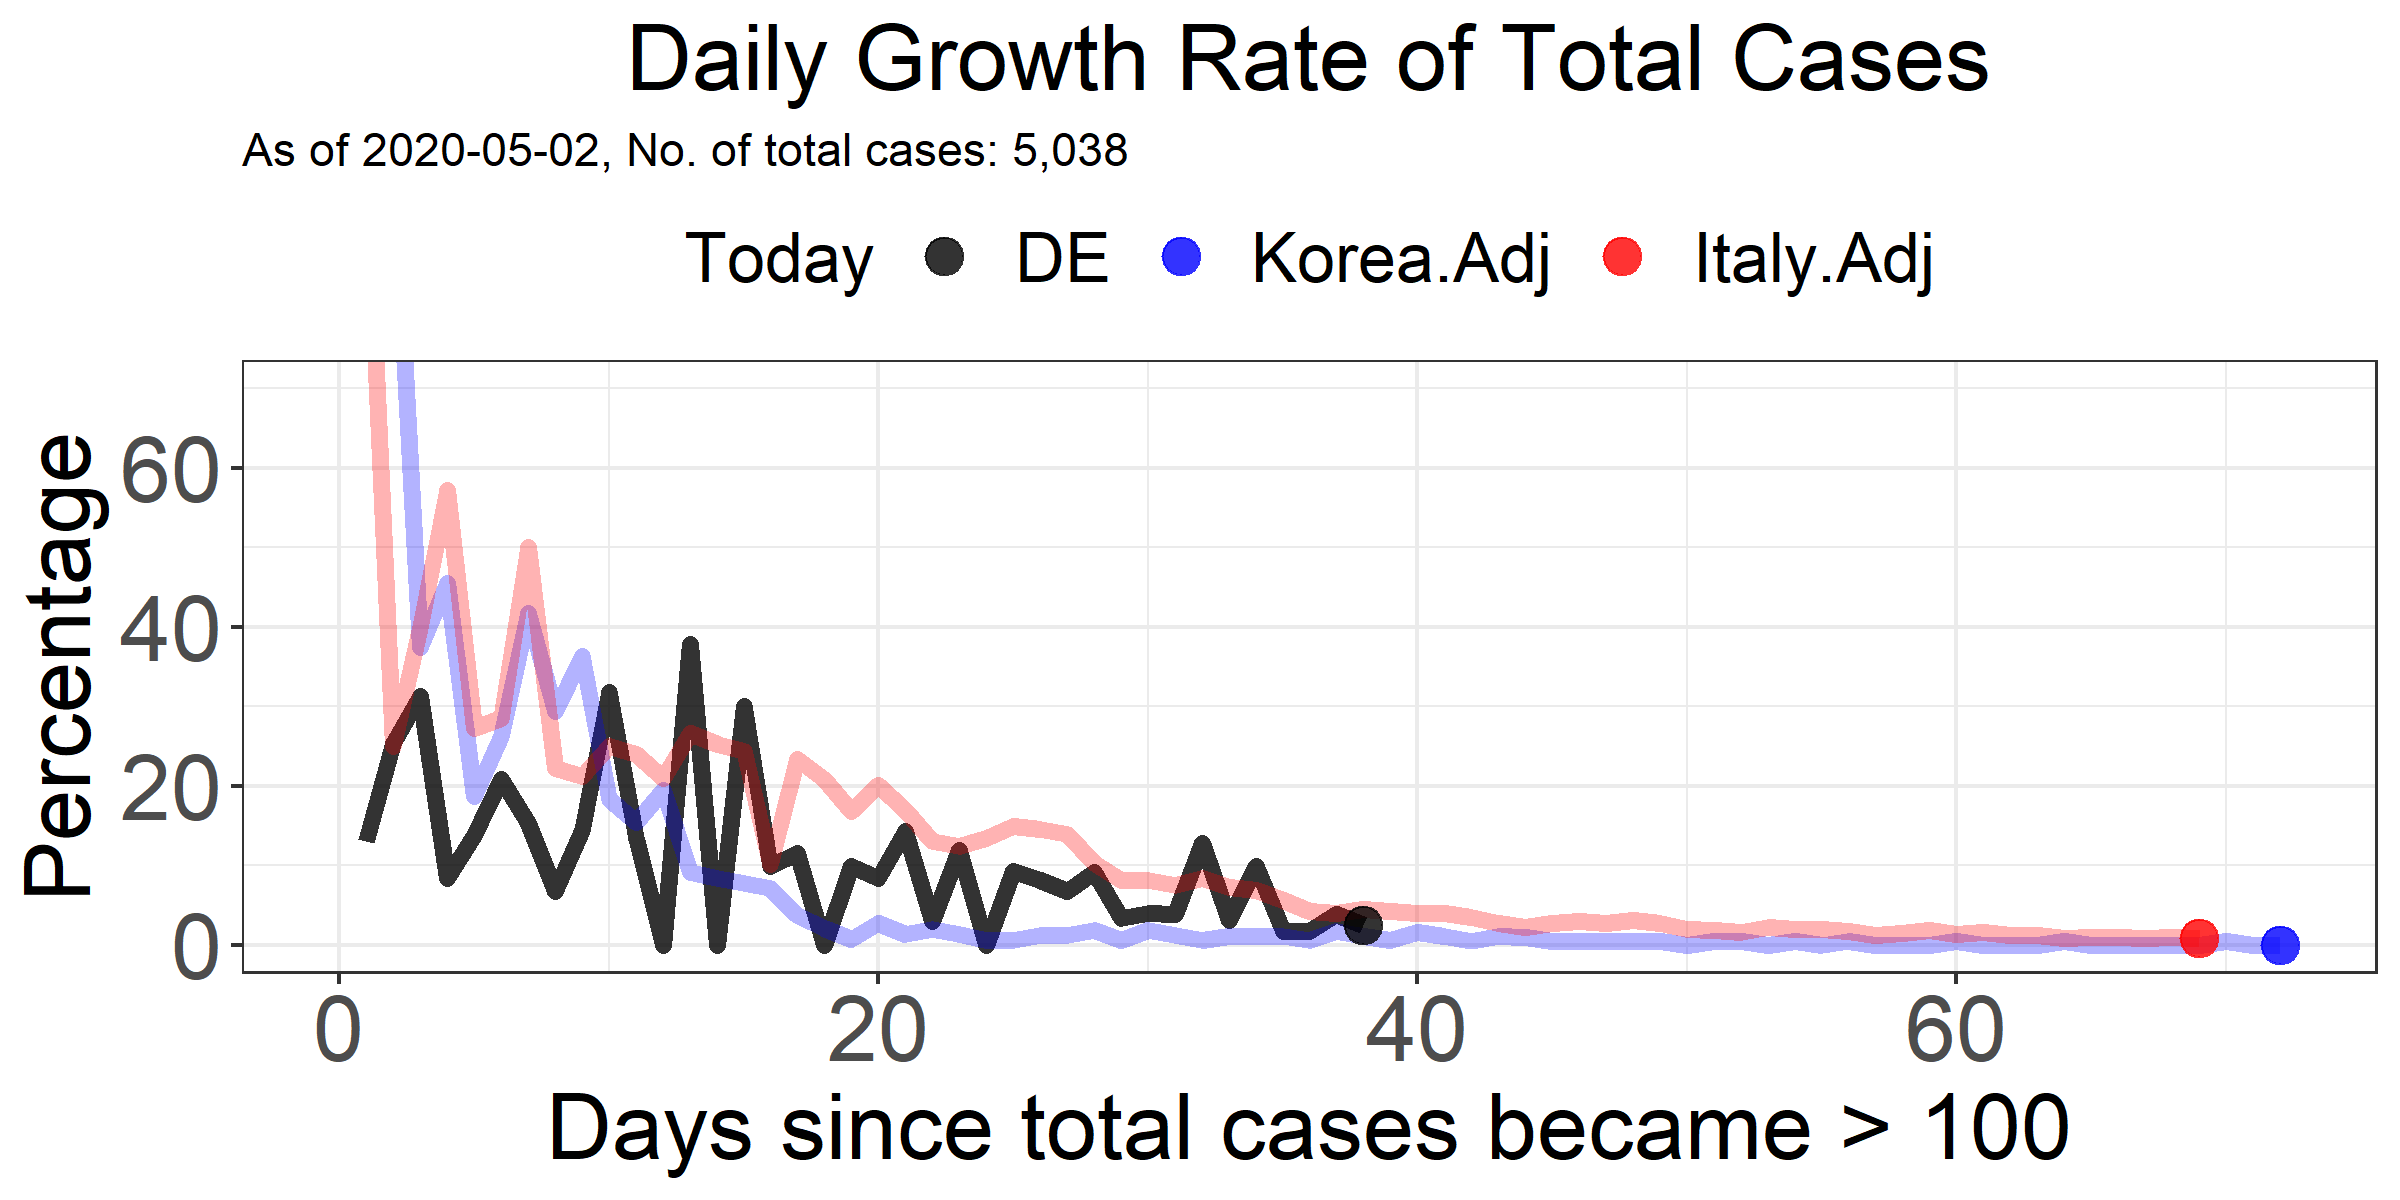 Daily Growth Rate of Total Cases
As of 2020-05-02, No. of total cases: 5,038
Today DE Korea.Adj Italy.Adj
Percentage
60
40
20
0
0 20 40 60
Days since total cases became > 100